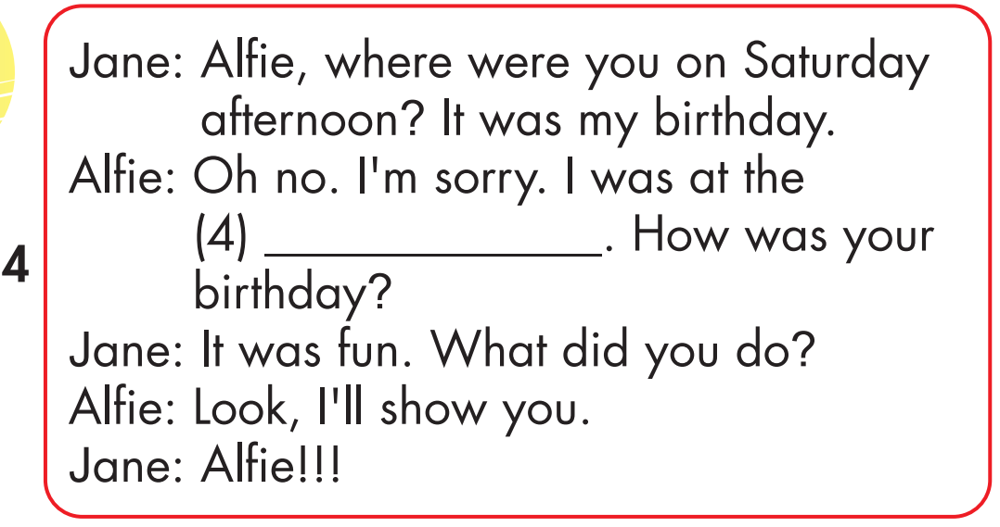 Jane: Alfie, where were you on Saturday
afternoon? It was my birthday.
Alfie: Oh no. I'm sorry. I was at the
(4) _______________. How was your
birthday?
4
Jane: It was fun. What did you do?
Alfie: Look, I'll show you.
Jane: Alfie!!!